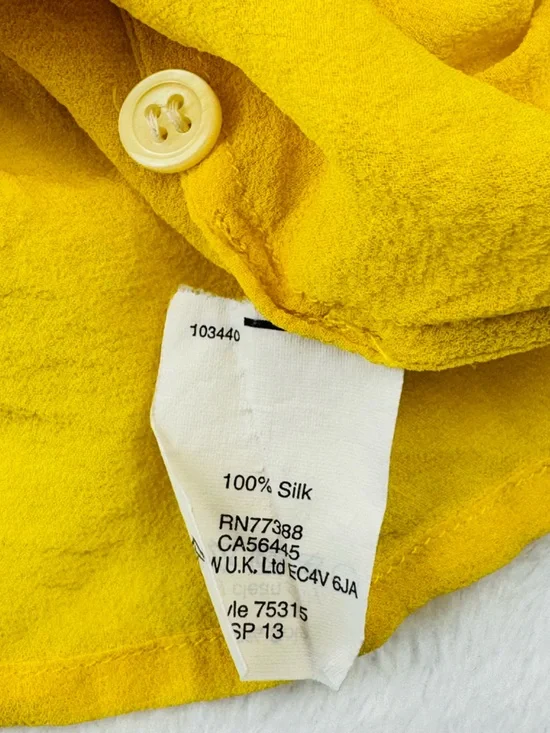 103440
100% Silk
RN77388
CA56445
W U.K. Ltd EC4V 6JA
yle 75315
SP 13